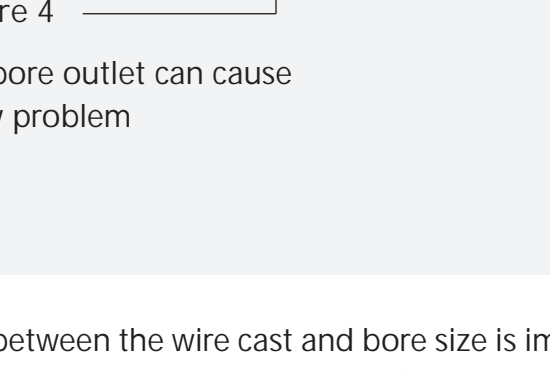 re 4
bore outlet can cause
problem
between the wire cast and bore size is im